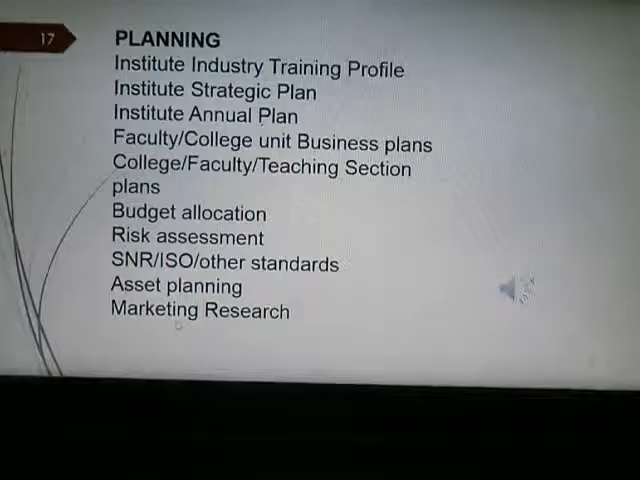 17
PLANNING
Institute Industry Training Profile
Institute Strategic Plan
Institute Annual Plan
Faculty/College unit Business plans
College/Faculty/Teaching Section
plans
Budget allocation
Risk assessment
SNR/ISO/other standards
Asset planning
Marketing Research